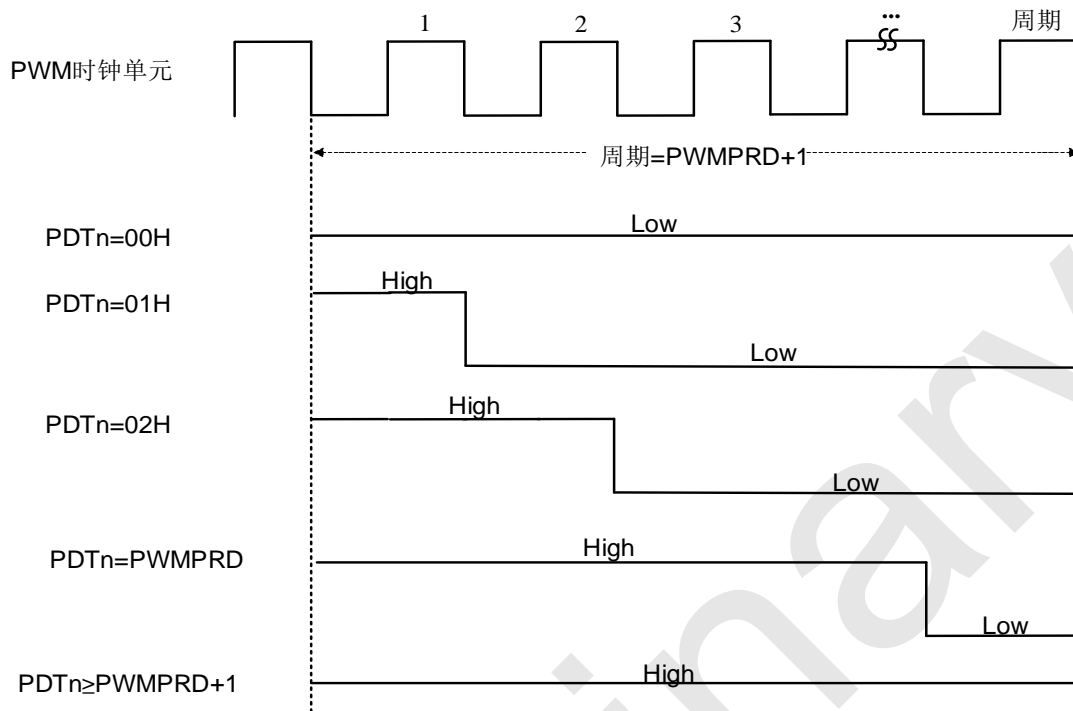 1 2 3 ... 周期
PWM时钟单元
周期=PWMPRD+1
PDTn=00H Low
PDTn=01H High Low
PDTn=02H High Low
PDTn=PWMPRD High Low
PDTn≥PWMPRD+1 High
inary